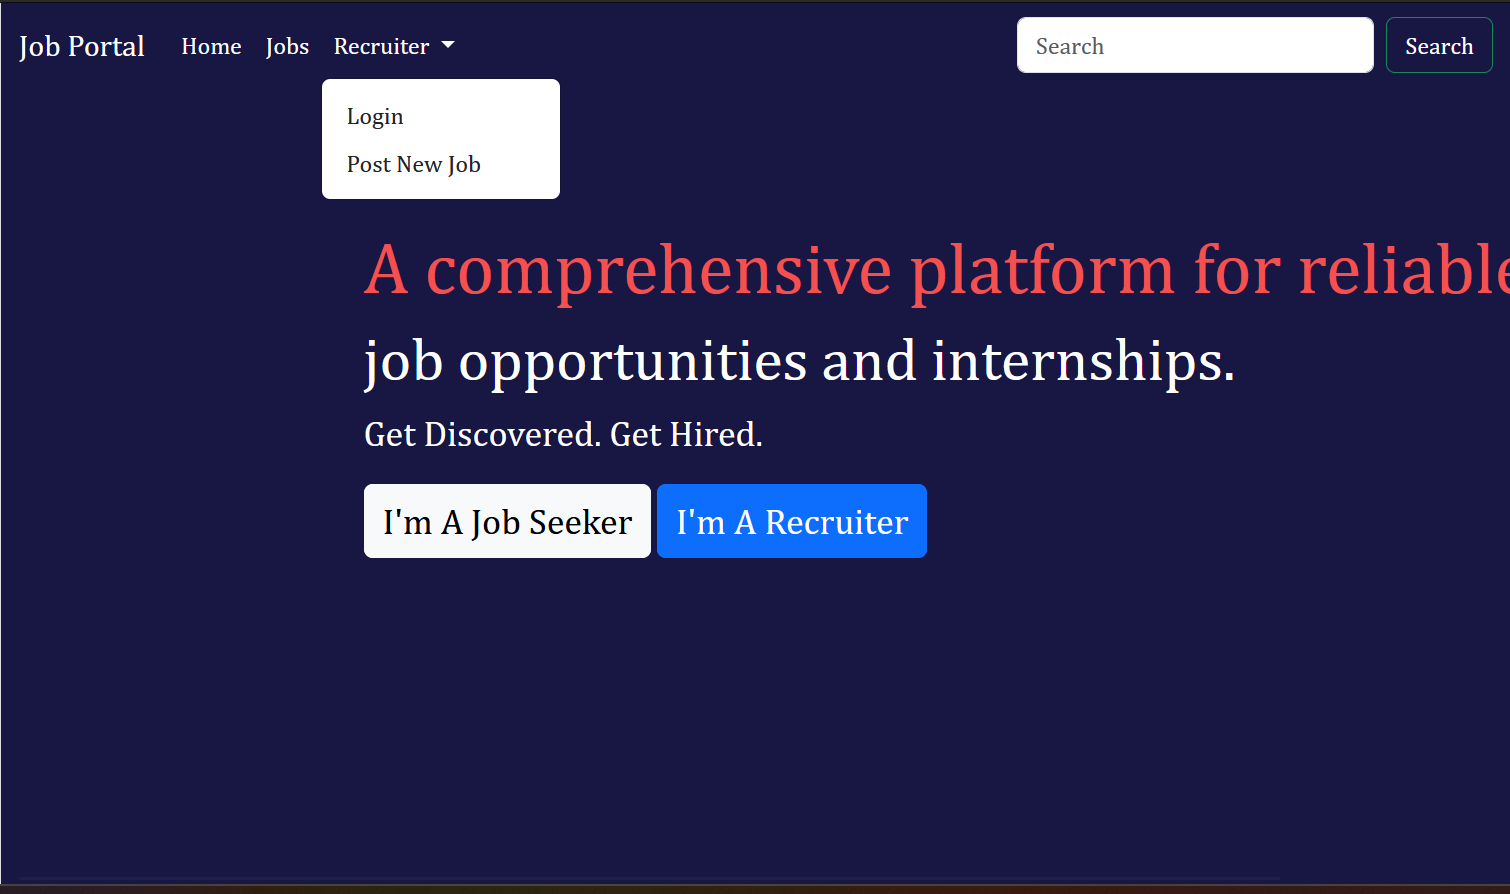 Job Portal Home Jobs Recruiter Search Search
Login
Post New Job
A comprehensive platform for reliable
job opportunities and internships.
Get Discovered. Get Hired.
I'm A Job Seeker I'm A Recruiter